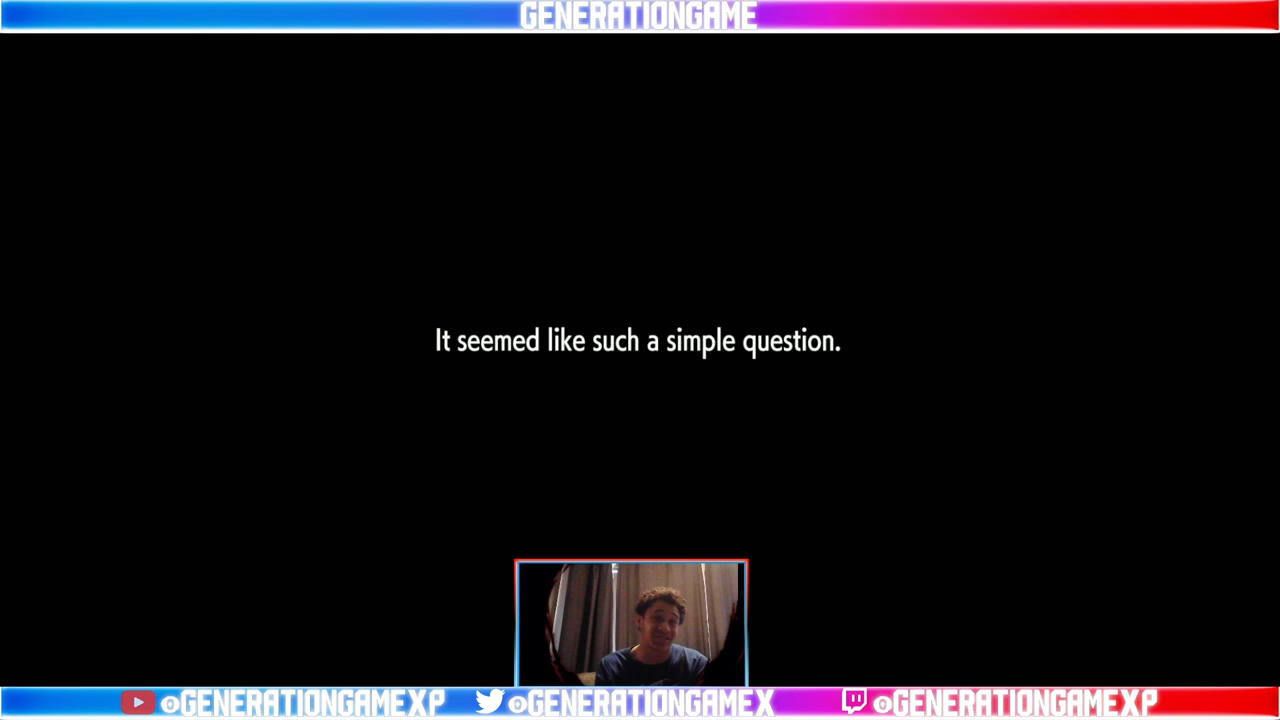 GENERATIONGAME
It seemed like such a simple question.
@GENERATIONGAMEXP @GENERATIONGAMEX @GENERATIONGAMEXP